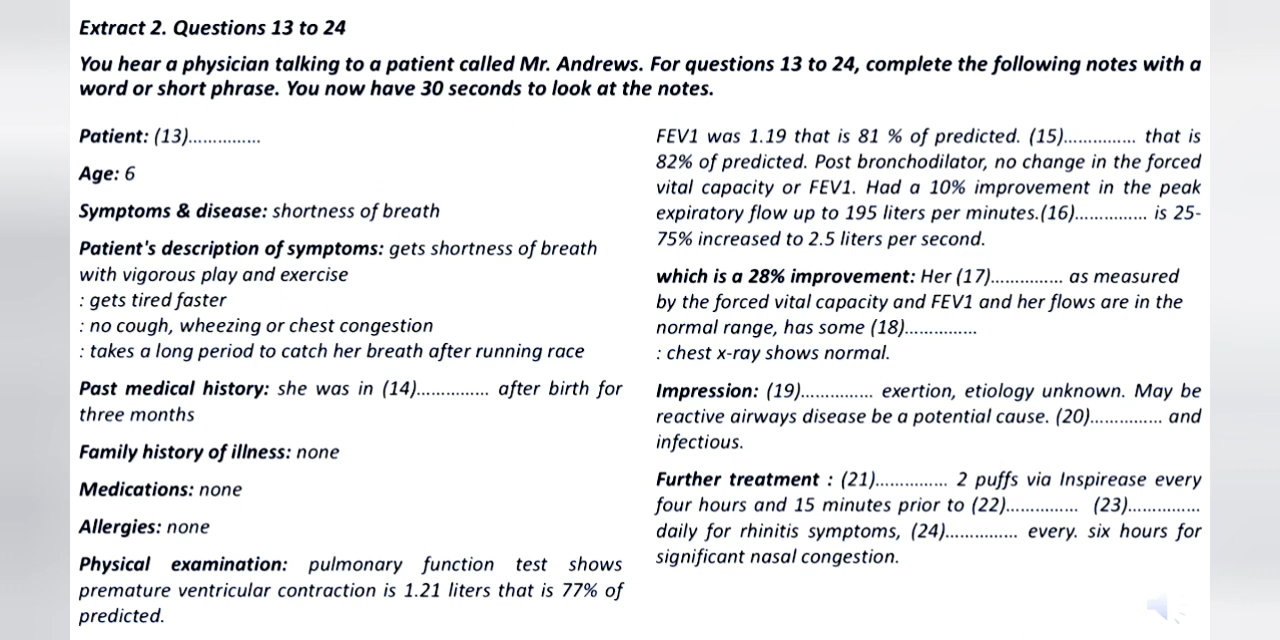 Extract 2. Questions 13 to 24
You hear a physician talking to a patient called Mr. Andrews. For questions 13 to 24, complete the following notes with a
word or short phrase. You now have 30 seconds to look at the notes.
Patient: (13)...............
Age: 6
Symptoms & disease: shortness of breath
Patient's description of symptoms: gets shortness of breath
with vigorous play and exercise
: gets tired faster
: no cough, wheezing or chest congestion
: takes a long period to catch her breath after running race
Past medical history: she was in (14)............... after birth for
three months
Family history of illness: none
Medications: none
Allergies: none
Physical examination: pulmonary function test shows
premature ventricular contraction is 1.21 liters that is 77% of
predicted.
FEV1 was 1.19 that is 81 % of predicted. (15)............... that is
82% of predicted. Post bronchodilator, no change in the forced
vital capacity or FEV1. Had a 10% improvement in the peak
expiratory flow up to 195 liters per minutes.(16)............... is 25-
75% increased to 2.5 liters per second.
which is a 28% improvement: Her (17)............... as measured
by the forced vital capacity and FEV1 and her flows are in the
normal range, has some (18)...............
: chest x-ray shows normal.
Impression: (19)............... exertion, etiology unknown. May be
reactive airways disease be a potential cause. (20)............... and
infectious.
Further treatment : (21)............... 2 puffs via Inspirease every
four hours and 15 minutes prior to (22)............... (23)...............
daily for rhinitis symptoms, (24)............... every. six hours for
significant nasal congestion.